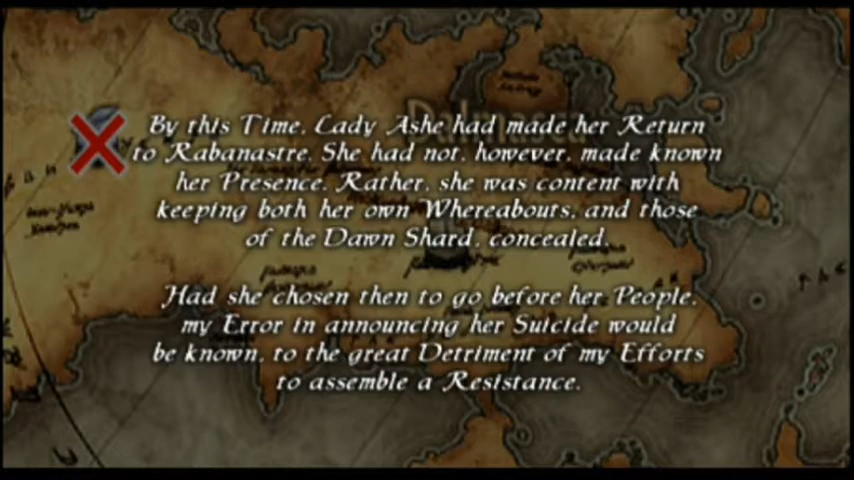 By this Time, Lady Ashe had made her Return
to Rabanastre. She had not, however, made known
her Presence. Rather, she was content with
keeping both her own Whereabouts, and those
of the Dawn Shard, concealed.
Had she chosen then to go before her People,
my Error in announcing her Suicide would
be known, to the great Detriment of my Efforts
to assemble a Resistance.